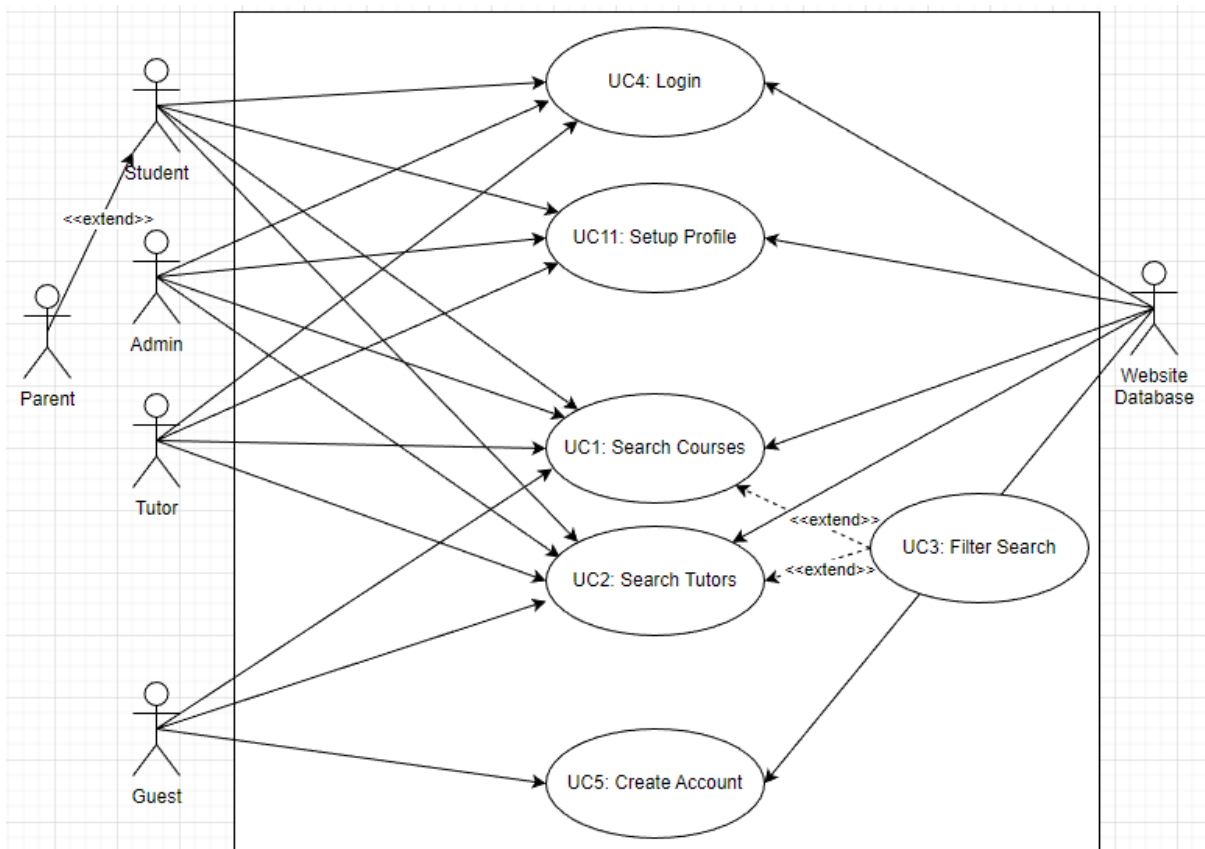 UC4: Login
Student
<<extend>>
UC11: Setup Profile
Admin
Parent
Website
Database
UC1: Search Courses
Tutor
<<extend>>
UC3: Filter Search
<<extend>>
UC2: Search Tutors
UC5: Create Account
Guest